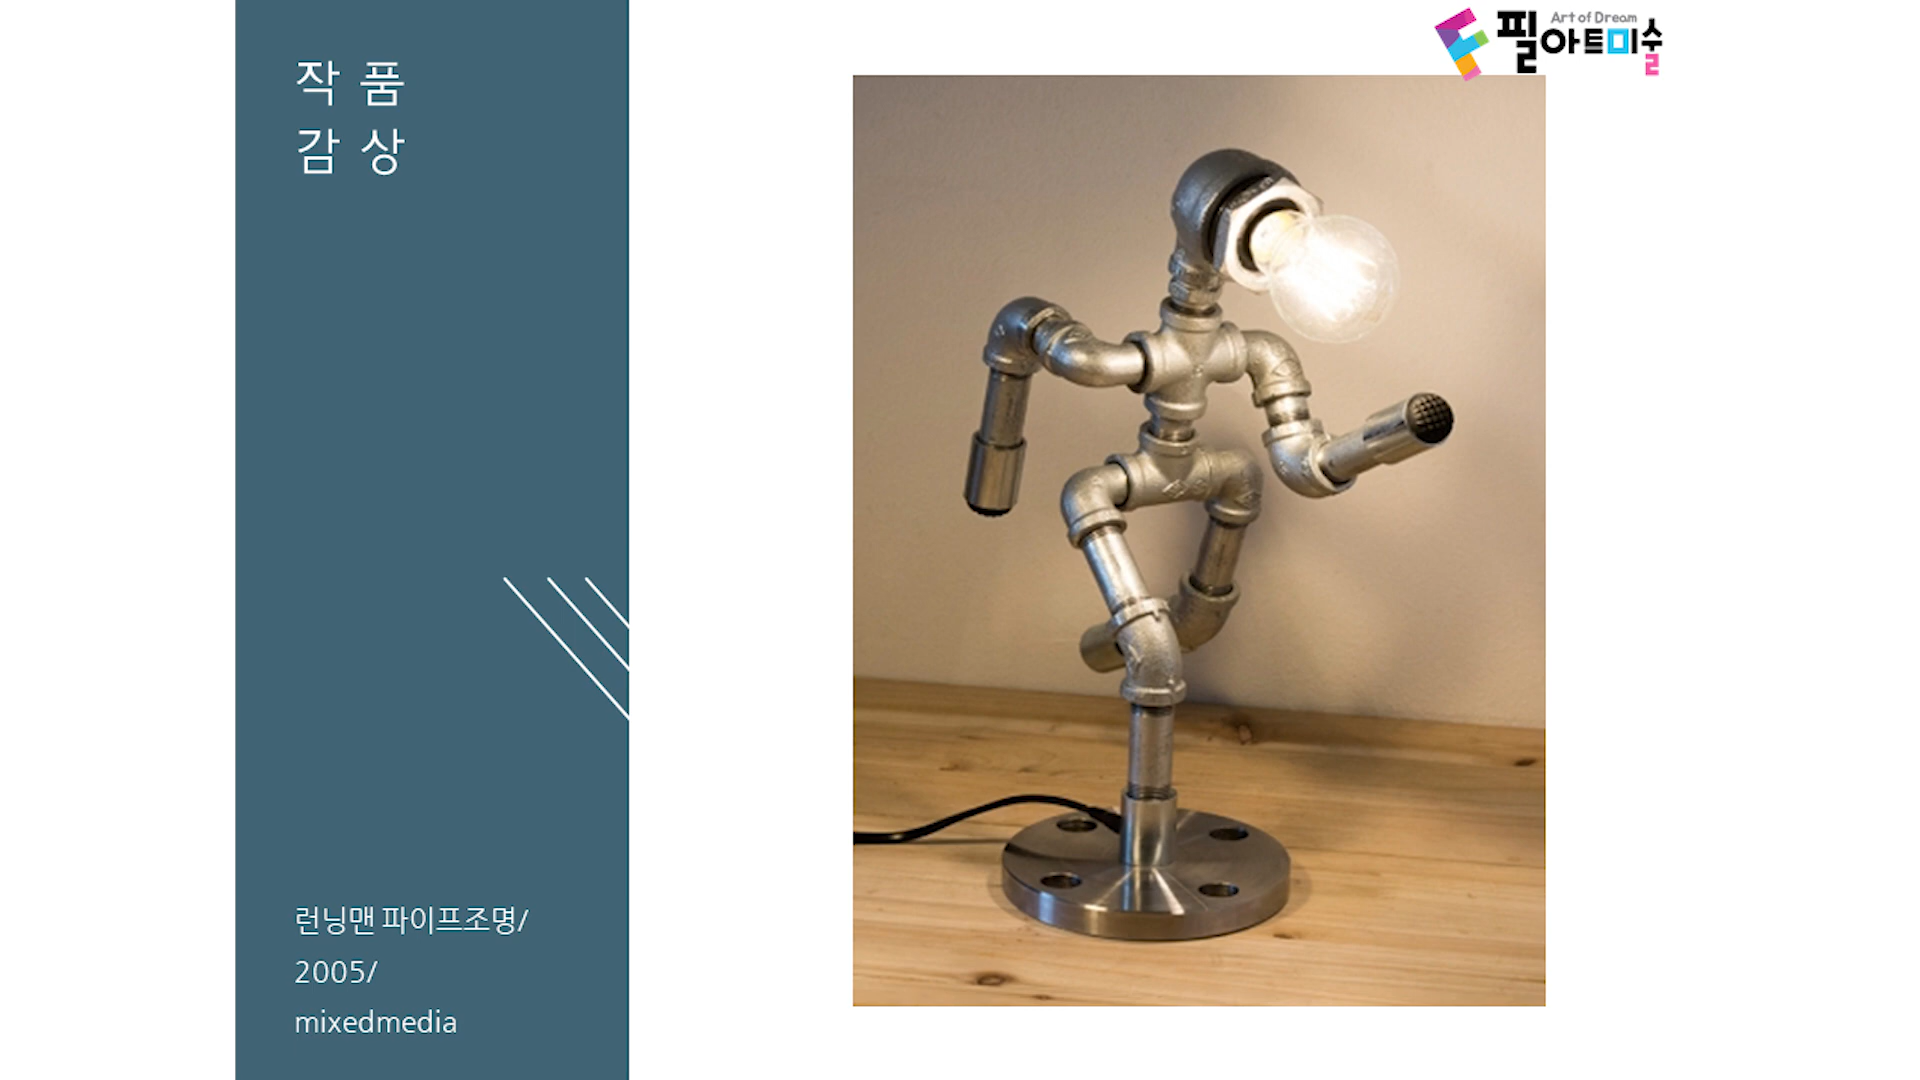 작 품
감 상
Art of Dream
필아트미술
런닝맨 파이프조명/
2005/
mixedmedia